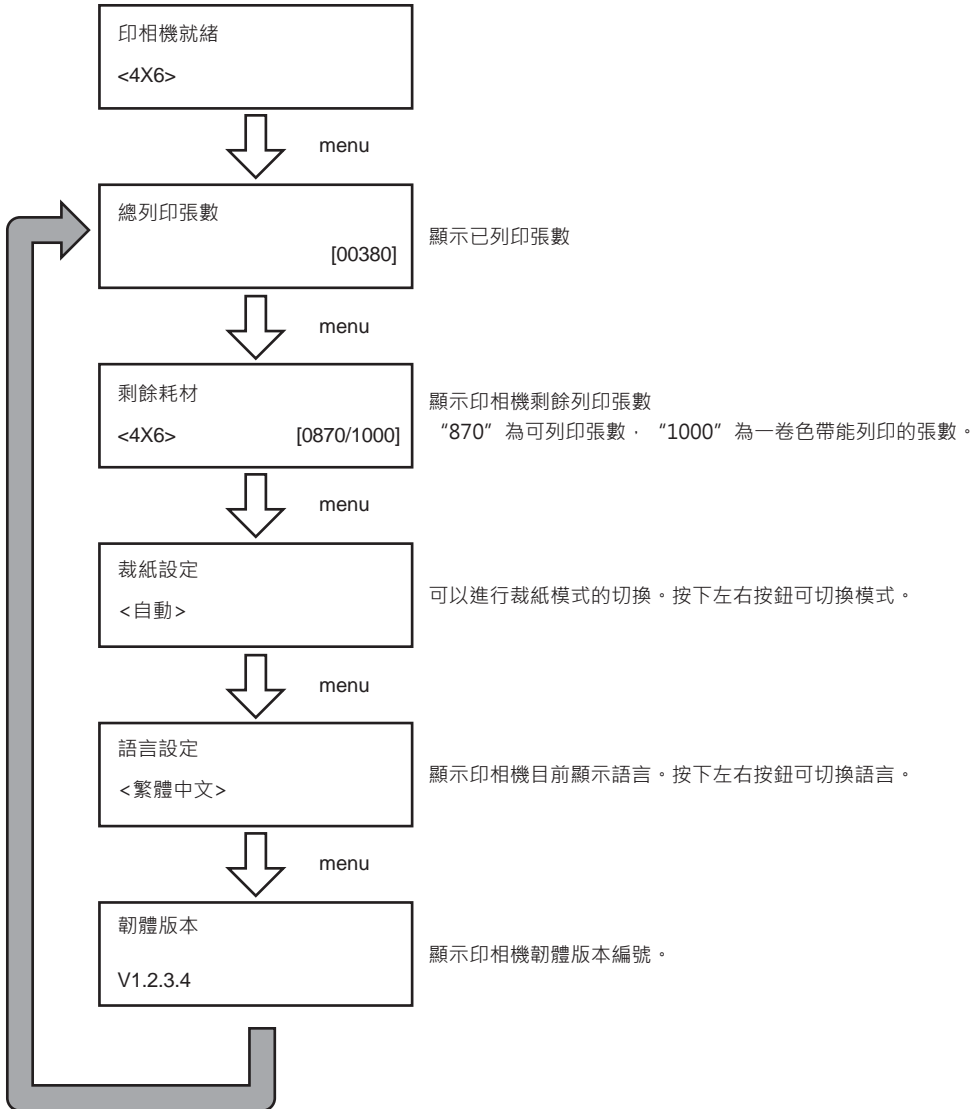 印相機就緒
<4X6>
menu
總列印張數
[00380]
顯示已列印張數
menu
剩餘耗材
<4X6> [0870/1000]
顯示印相機剩餘列印張數
“870”為可列印張數，“1000”為一卷色帶能列印的張數。
menu
裁紙設定
<自動>
可以進行裁紙模式的切換。按下左右按鈕可切換模式。
menu
語言設定
<繁體中文>
顯示印相機目前顯示語言。按下左右按鈕可切換語言。
menu
韌體版本
V1.2.3.4
顯示印相機韌體版本編號。